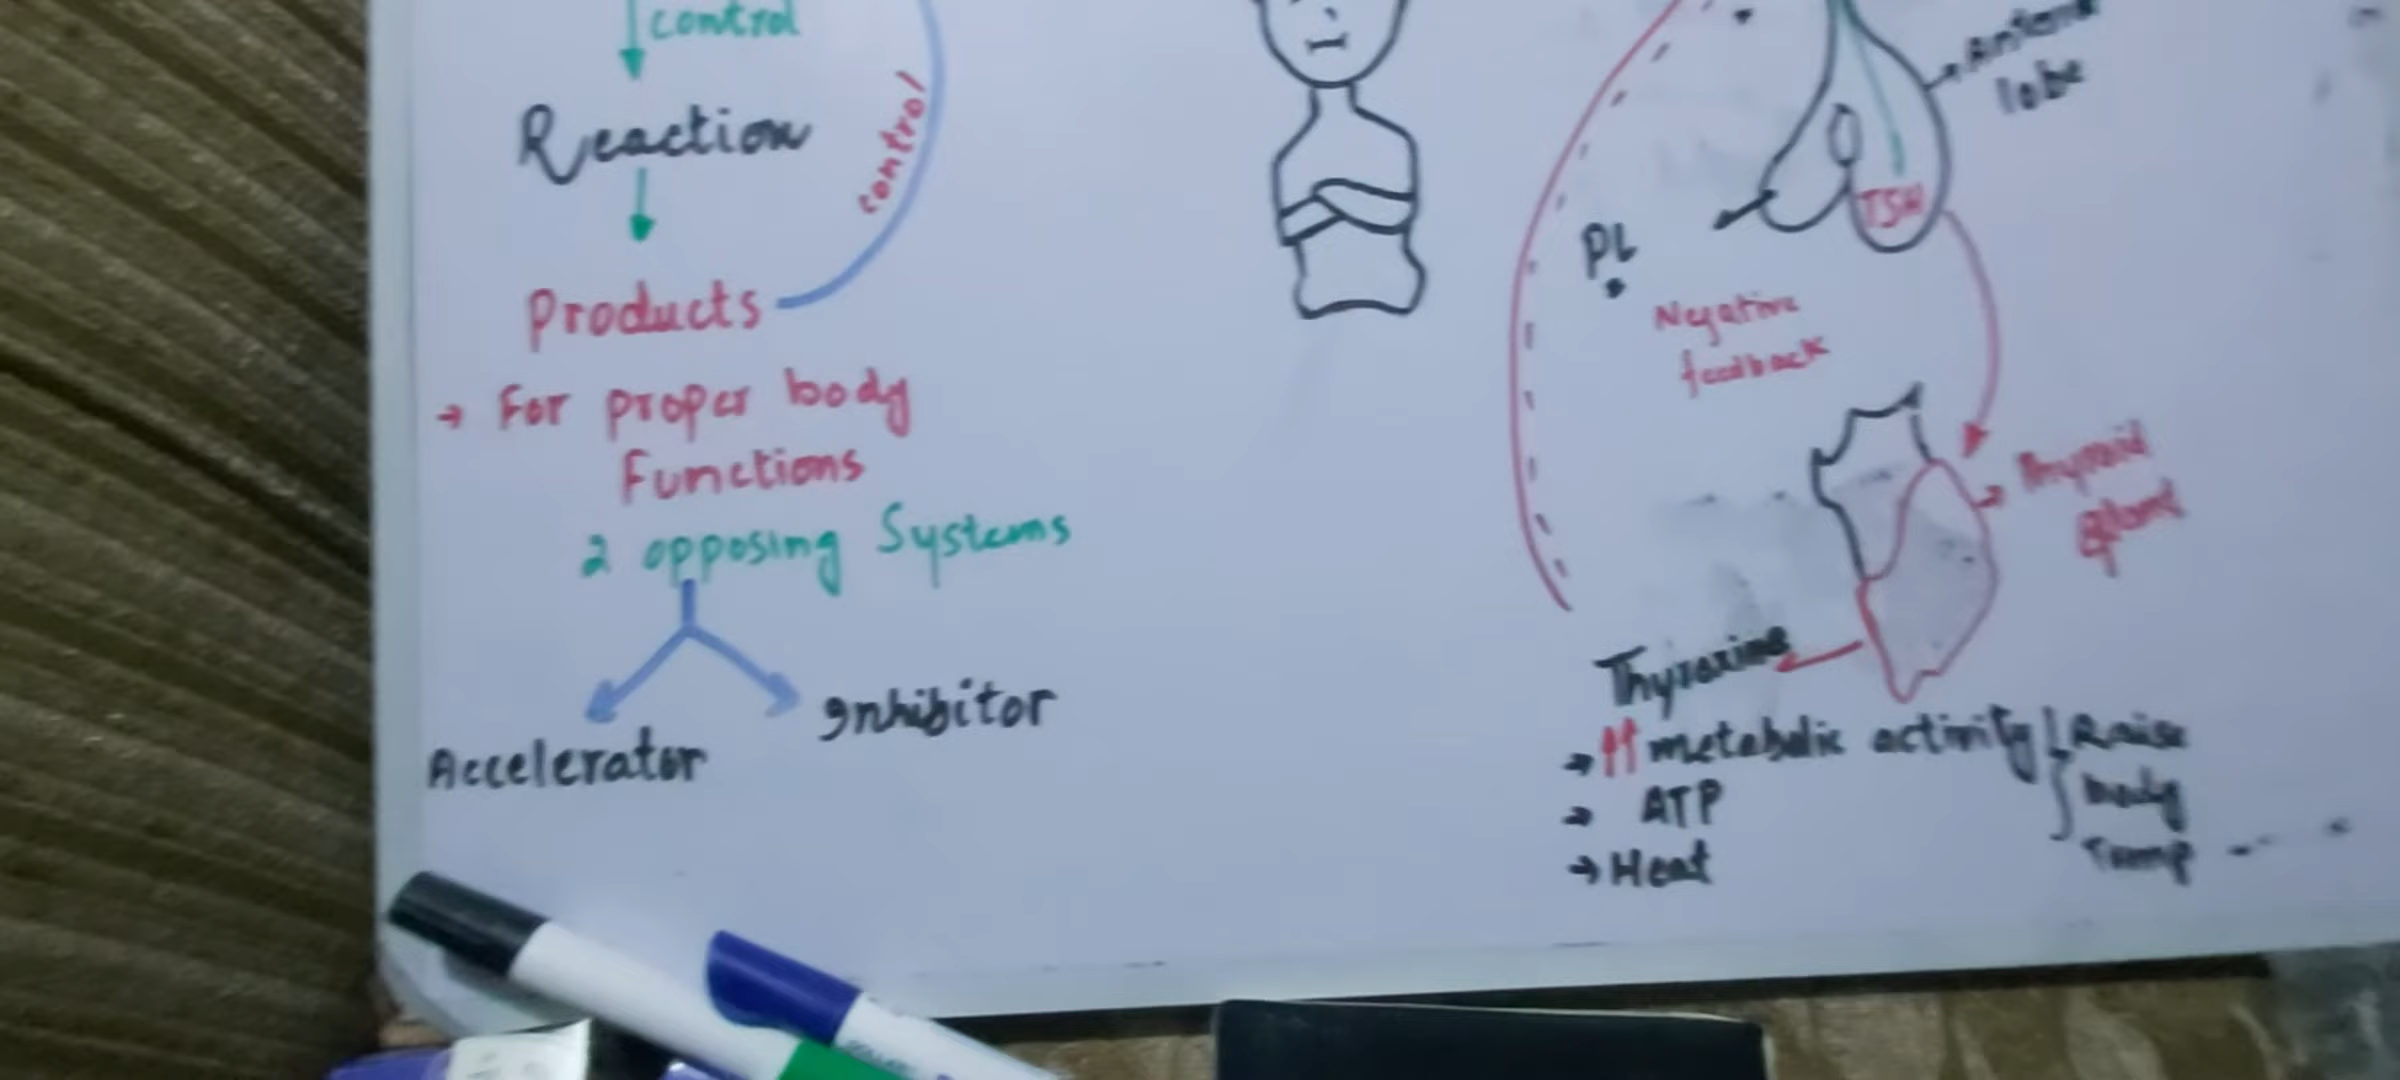 control
Reaction
control
Products
→ For proper body
Functions
2 opposing Systems
Accelerator
Inhibitor
lobe
TSH
PL
Negative
feedback
Thyroid
gland
Thyroxine
→ ↑↑ metabolic activity
→ ATP
→ Heat
Raise
body
Temp